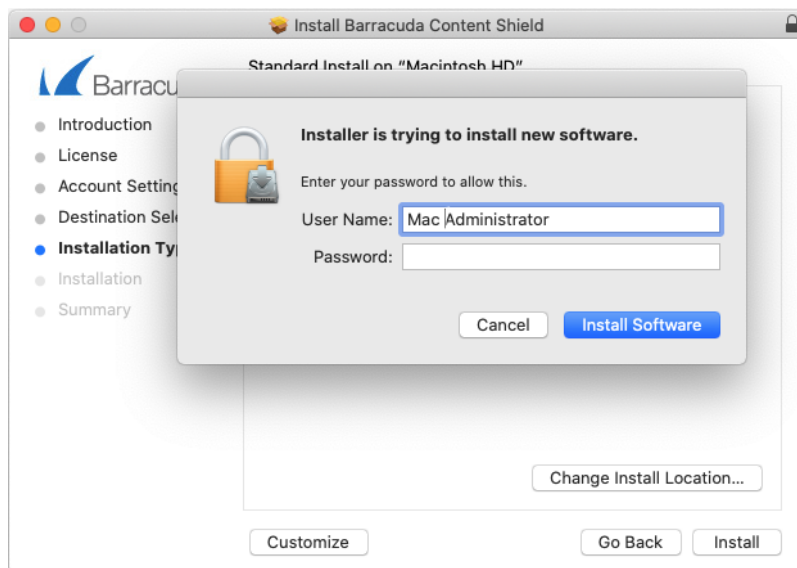 Install Barracuda Content Shield
Standard Install on "Macintosh HD"
Barracu
Introduction
License
Account Setting
Destination Sele
Installation Ty
Installation
Summary
Installer is trying to install new software.
Enter your password to allow this.
User Name: Mac Administrator
Password:
Cancel Install Software
Change Install Location...
Customize Go Back Install